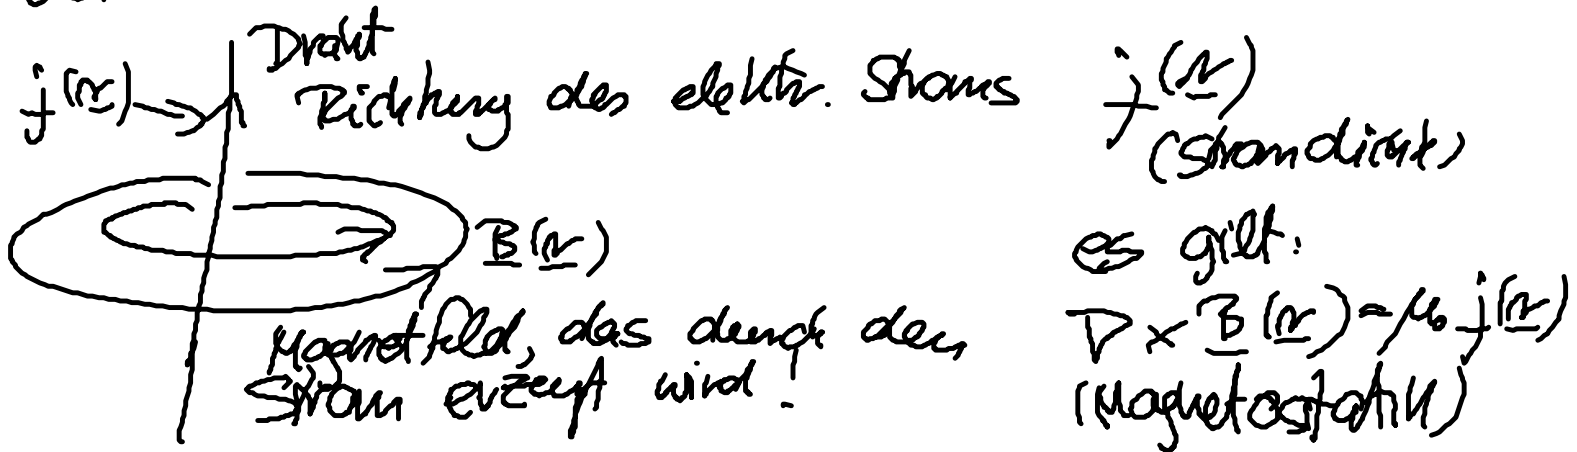 Draht
j(r) Richtung des elektr. Stroms j(r)
(Stromdichte)
B(r) es gilt:
Magnetfeld, das durch den ∇ × B(r) = μ₀ j(r)
Strom erzeugt wird! (Magnetostatik)